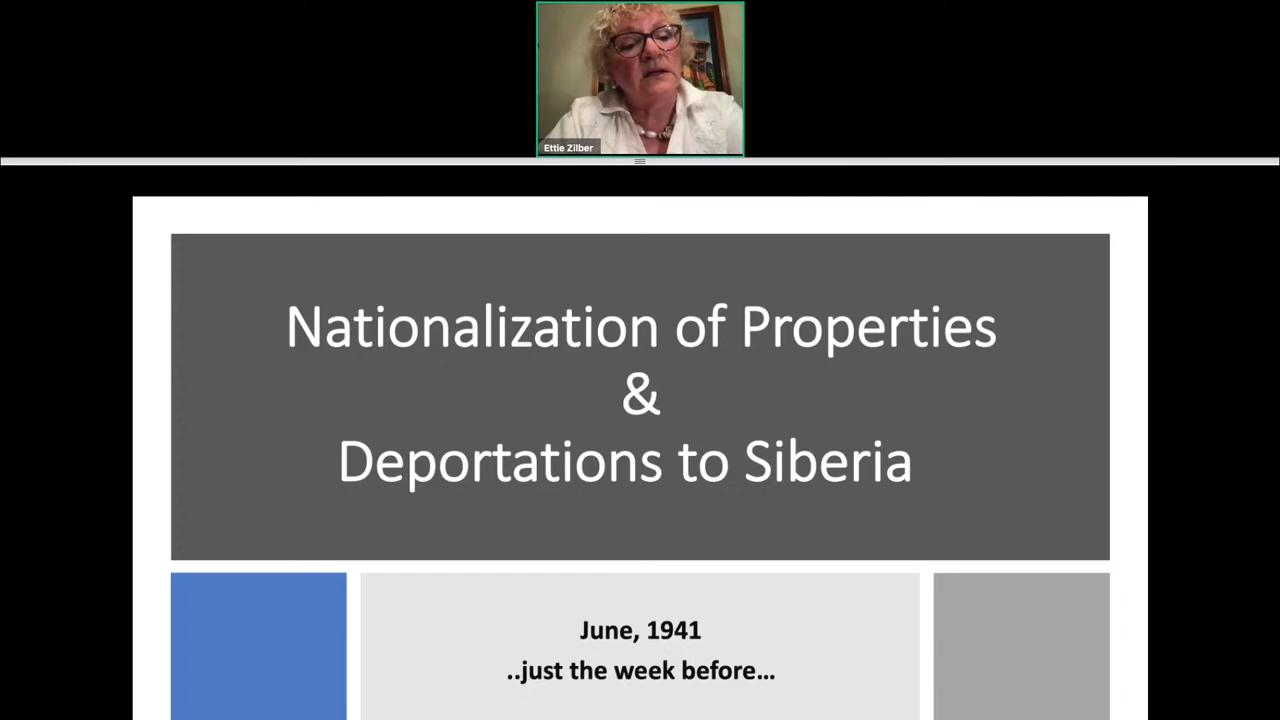 Ettie Zilber
Nationalization of Properties
&
Deportations to Siberia
June, 1941
..just the week before...